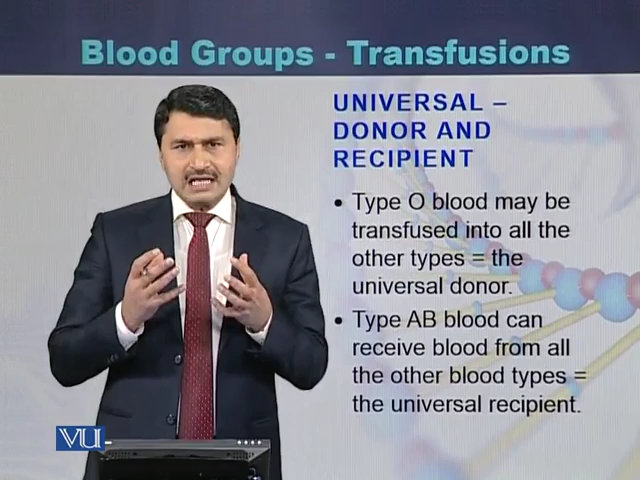 Blood Groups - Transfusions
UNIVERSAL –
DONOR AND
RECIPIENT
• Type O blood may be
transfused into all the
other types = the
universal donor.
• Type AB blood can
receive blood from all
the other blood types =
the universal recipient.
VU